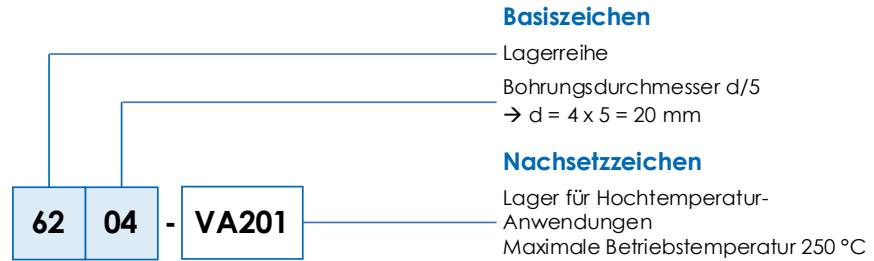 Basiszeichen
Lagerreihe
Bohrungsdurchmesser d/5
→ d = 4 x 5 = 20 mm
Nachsetzzeichen
Lager für Hochtemperatur-
Anwendungen
Maximale Betriebstemperatur 250 °C
62 04 - VA201